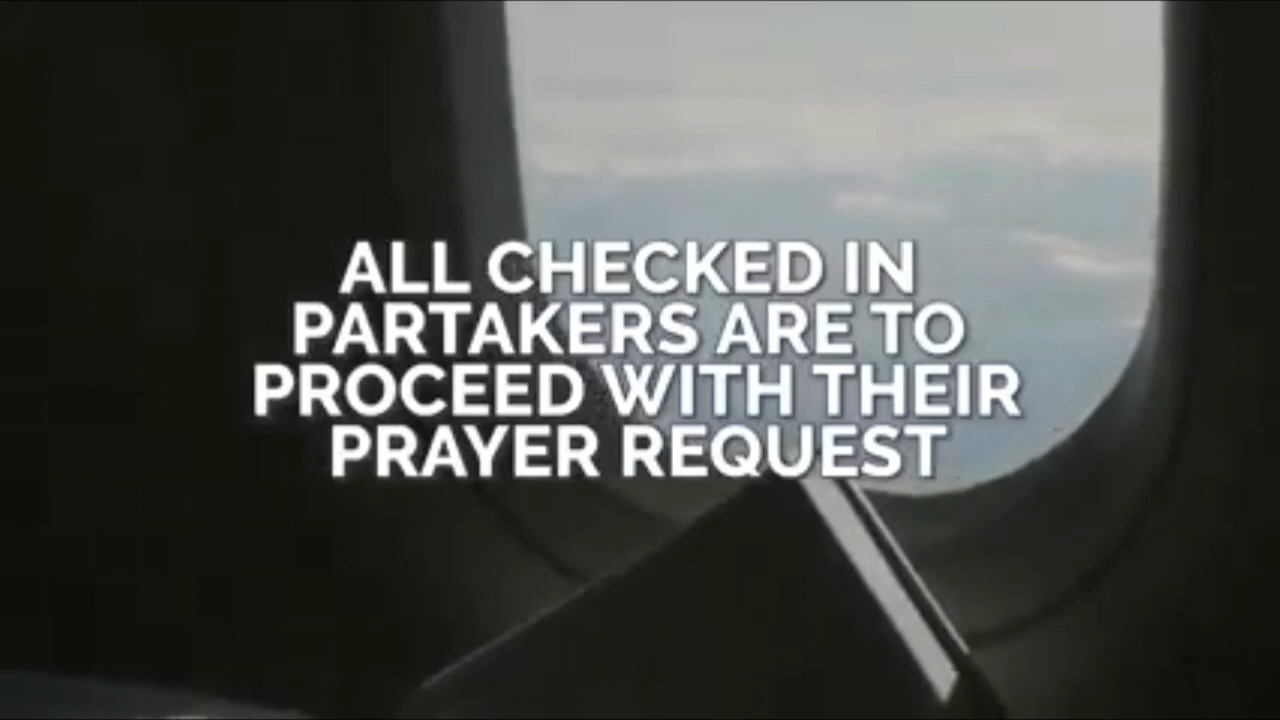 ALL CHECKED IN
PARTAKERS ARE TO
PROCEED WITH THEIR
PRAYER REQUEST